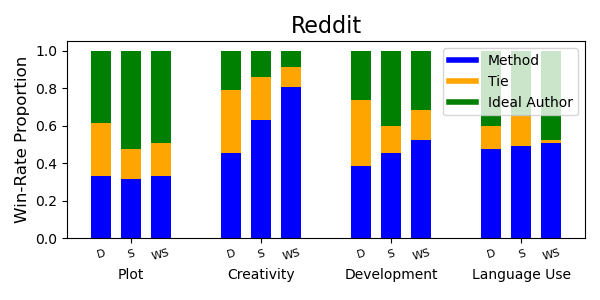 Reddit
Win-Rate Proportion
1.0
0.8
0.6
0.4
0.2
0.0
Method
Tie
Ideal Author
D S WS D S WS D S WS D S WS
Plot Creativity Development Language Use